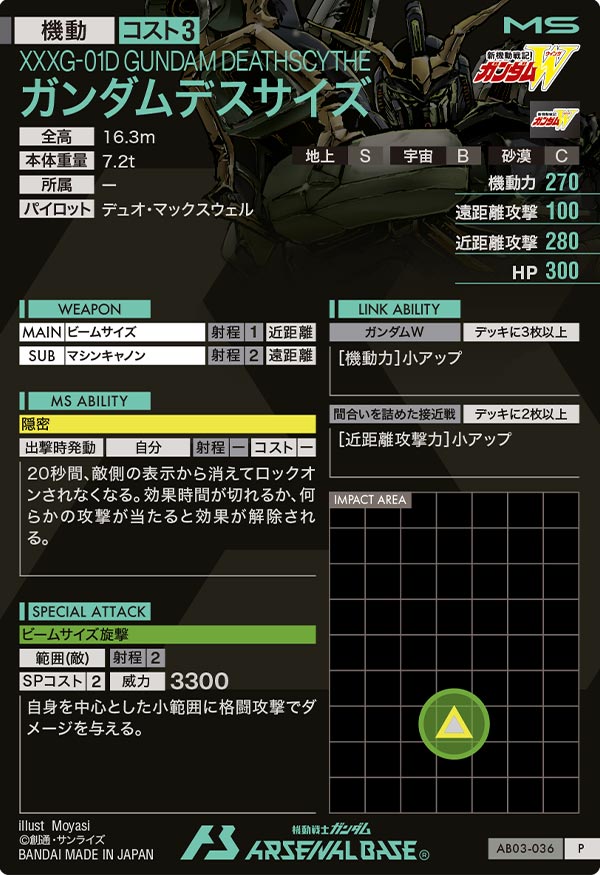 機動 コスト3 MS
XXXG-01D GUNDAM DEATHSCYTHE
ガンダムデスサイズ
新機動戦記 ガンダムW ウイング
全高 16.3m
本体重量 7.2t
所属 ー
パイロット デュオ・マックスウェル
地上 S 宇宙 B 砂漠 C
機動力 270
遠距離攻撃 100
近距離攻撃 280
HP 300
WEAPON
MAIN ビームサイズ 射程 1 近距離
SUB マシンキャノン 射程 2 遠距離
MS ABILITY
隠密
出撃時発動 自分 射程 ー コスト ー
20秒間、敵側の表示から消えてロックオ
ンされなくなる。効果時間が切れるか、何
らかの攻撃が当たると効果が解除され
る。
SPECIAL ATTACK
ビームサイズ旋撃
範囲(敵) 射程 2
SPコスト 2 威力 3300
自身を中心とした小範囲に格闘攻撃でダ
メージを与える。
LINK ABILITY
ガンダムW デッキに3枚以上
[機動力]小アップ
間合いを詰めた接近戦 デッキに2枚以上
[近距離攻撃力]小アップ
IMPACT AREA
illust Moyasi
©創通・サンライズ
BANDAI MADE IN JAPAN
機動戦士ガンダム
ARSENAL BASE®
AB03-036 P